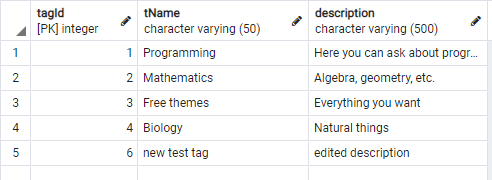 tagId tName description
[PK] integer character varying (50) character varying (500)
1 1 Programming Here you can ask about progr...
2 2 Mathematics Algebra, geometry, etc.
3 3 Free themes Everything you want
4 4 Biology Natural things
5 6 new test tag edited description